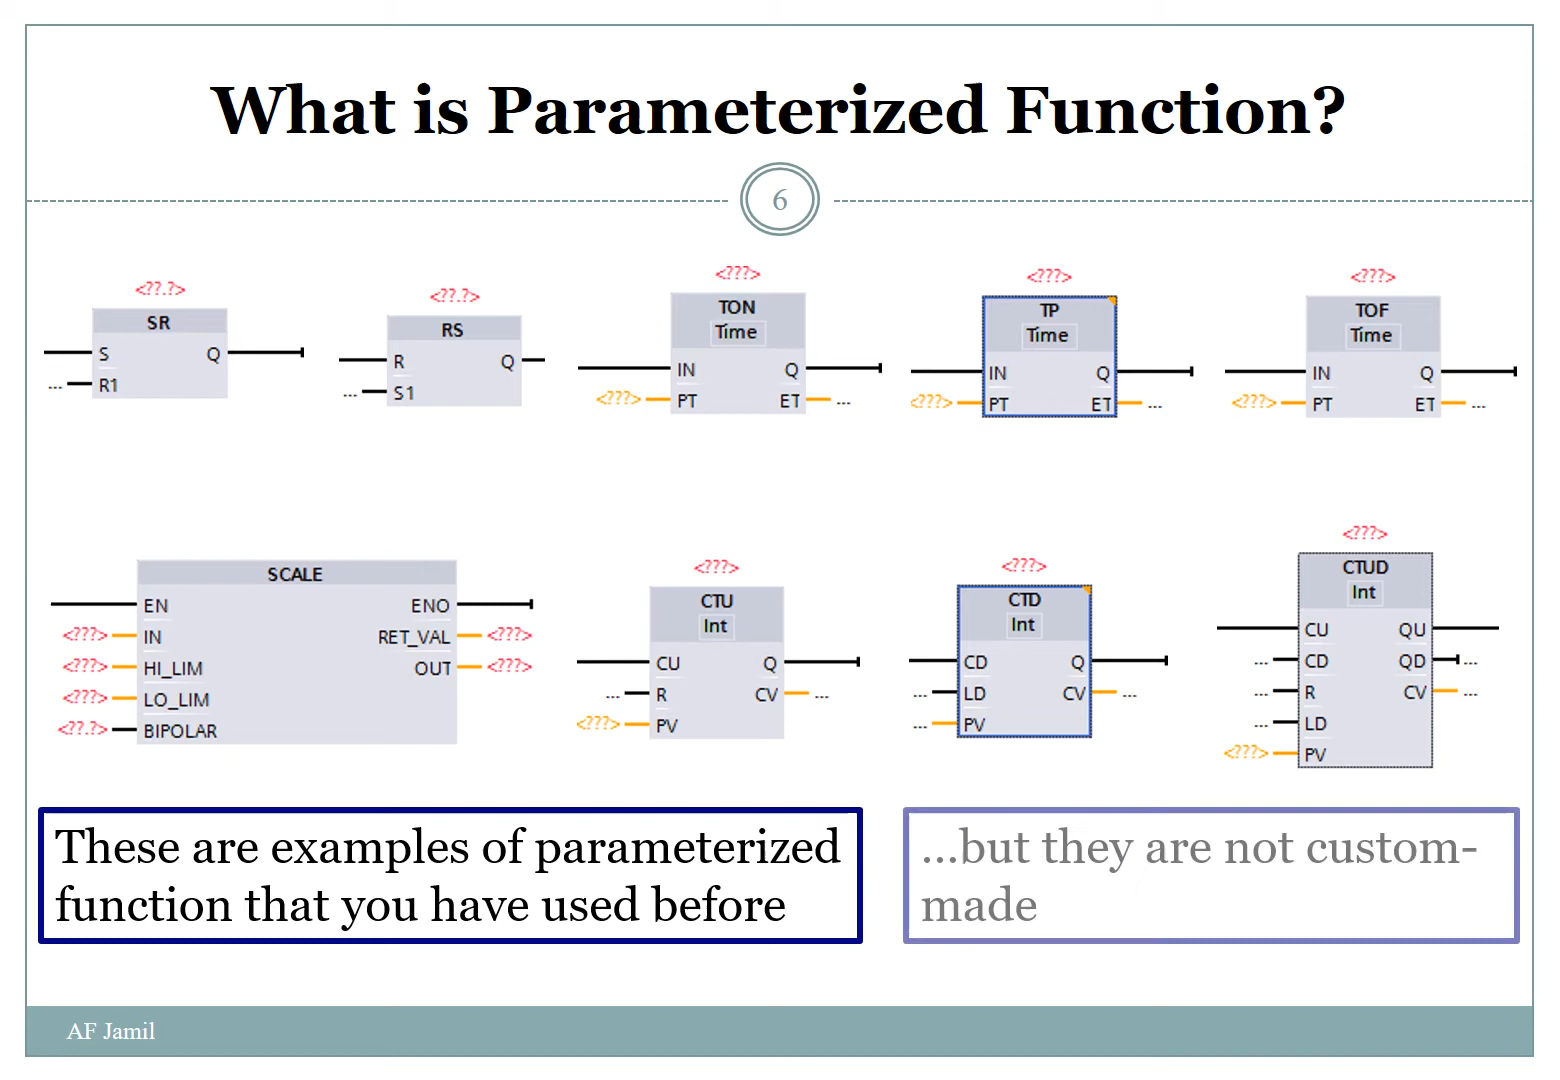 What is Parameterized Function?
6
<??.?>
SR
S Q
... R1
<??.?>
RS
R Q
... S1
<???>
TON
Time
IN Q
<???> PT ET ...
<???>
TP
Time
IN Q
<???> PT ET ...
<???>
TOF
Time
IN Q
<???> PT ET ...
SCALE
EN ENO
<???> IN RET_VAL <???>
<???> HI_LIM OUT <???>
<???> LO_LIM
<??.?> BIPOLAR
<???>
CTU
Int
CU Q
... R CV ...
<???> PV
<???>
CTD
Int
CD Q
... LD CV ...
... PV
<???>
CTUD
Int
CU QU
... CD QD ...
... R CV ...
... LD
<???> PV
These are examples of parameterized
function that you have used before
...but they are not custom-
made
AF Jamil